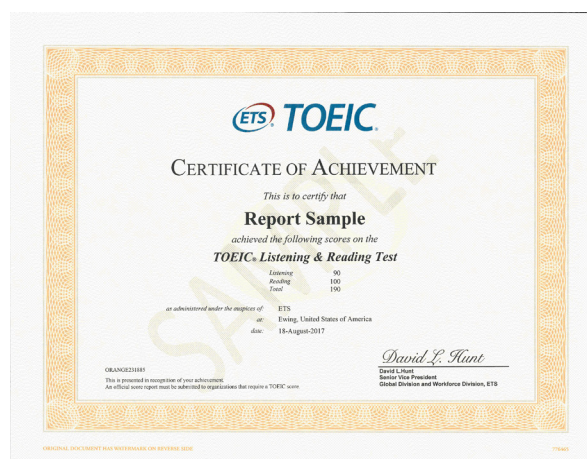 ETS TOEIC
CERTIFICATE OF ACHIEVEMENT
This is to certify that
Report Sample
achieved the following scores on the
TOEIC® Listening & Reading Test
Listening 90
Reading 100
Total 190
as administered under the auspices of: ETS
at: Ewing, United States of America
date: 18-August-2017
David L. Hunt
David L.Hunt
Senior Vice President
Global Division and Workforce Division, ETS
ORANGE231885
This is presented in recognition of your achievement.
An official score report must be submitted to organizations that require a TOEIC score.
ORIGINAL DOCUMENT HAS WATERMARK ON REVERSE SIDE
SAMPLE